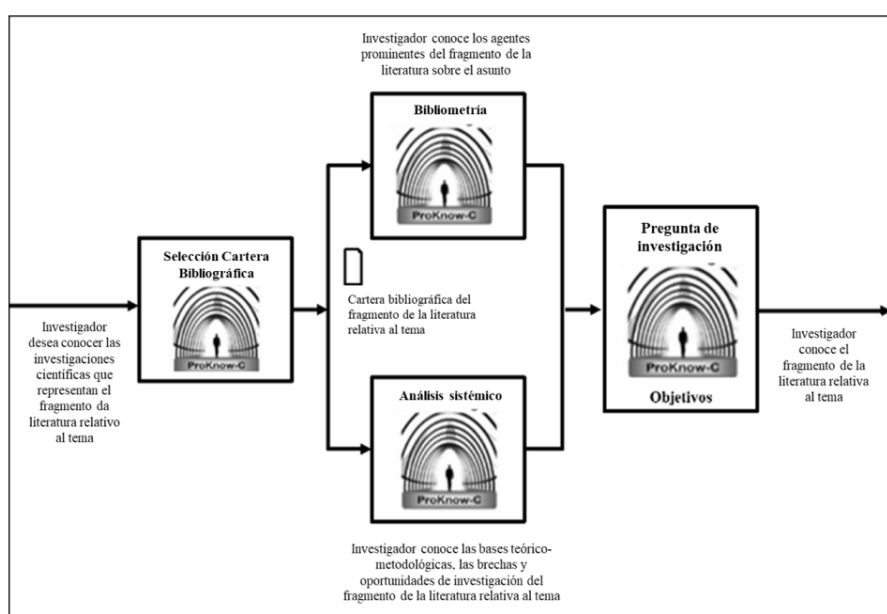 Investigador desea conocer las
investigaciones
científicas que
representan el
fragmento da
literatura relativo
al tema
Selección Cartera
Bibliográfica
ProKnow-C
Investigador conoce los agentes
prominentes del fragmento de la
literatura sobre el asunto
Bibliometría
ProKnow-C
Cartera bibliográfica del
fragmento de la literatura
relativa al tema
Análisis sistémico
ProKnow-C
Investigador conoce las bases teórico-
metodológicas, las brechas y
oportunidades de investigación del
fragmento de la literatura relativa al tema
Pregunta de
investigación
ProKnow-C
Objetivos
Investigador
conoce el
fragmento de la
literatura relativa
al tema